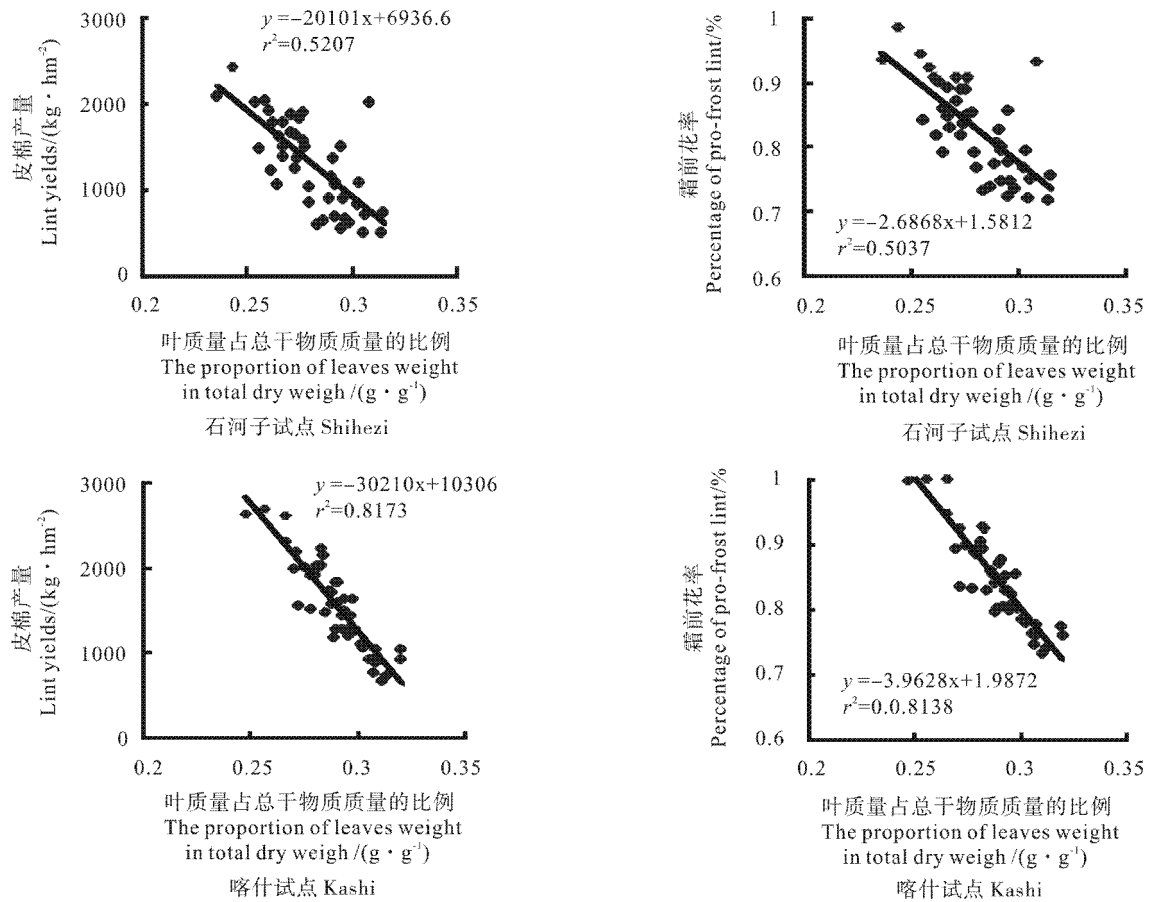 皮棉产量
Lint yields/(kg·hm⁻²)
3000
2000
1000
0
y=−20101x+6936.6
r²=0.5207
0.2
0.25
0.3
0.35
叶质量占总干物质质量的比例
The proportion of leaves weight
in total dry weigh /(g·g⁻¹)
石河子试点 Shihezi
霜前花率
Percentage of pro-frost lint/%
1
0.9
0.8
0.7
0.6
y=−2.6868x+1.5812
r²=0.5037
0.2
0.25
0.3
0.35
叶质量占总干物质质量的比例
The proportion of leaves weight
in total dry weigh /(g·g⁻¹)
石河子试点 Shihezi
皮棉产量
Lint yields/(kg·hm⁻²)
3000
2000
1000
0
y=−30210x+10306
r²=0.8173
0.2
0.25
0.3
0.35
叶质量占总干物质质量的比例
The proportion of leaves weight
in total dry weigh /(g·g⁻¹)
喀什试点 Kashi
霜前花率
Percentage of pro-frost lint/%
1
0.9
0.8
0.7
0.6
y=−3.9628x+1.9872
r²=0.0.8138
0.2
0.25
0.3
0.35
叶质量占总干物质质量的比例
The proportion of leaves weight
in total dry weigh /(g·g⁻¹)
喀什试点 Kashi